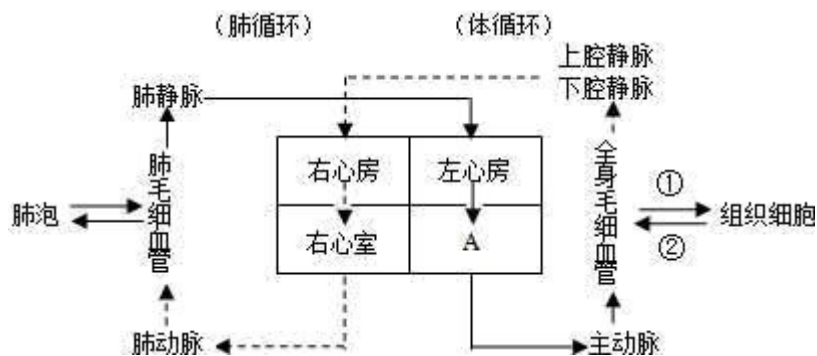 （肺循环） （体循环）
上腔静脉
下腔静脉
肺静脉
右心房 左心房
肺毛细血管
全身毛细血管
①
②
肺泡
组织细胞
右心室 A
肺动脉
主动脉